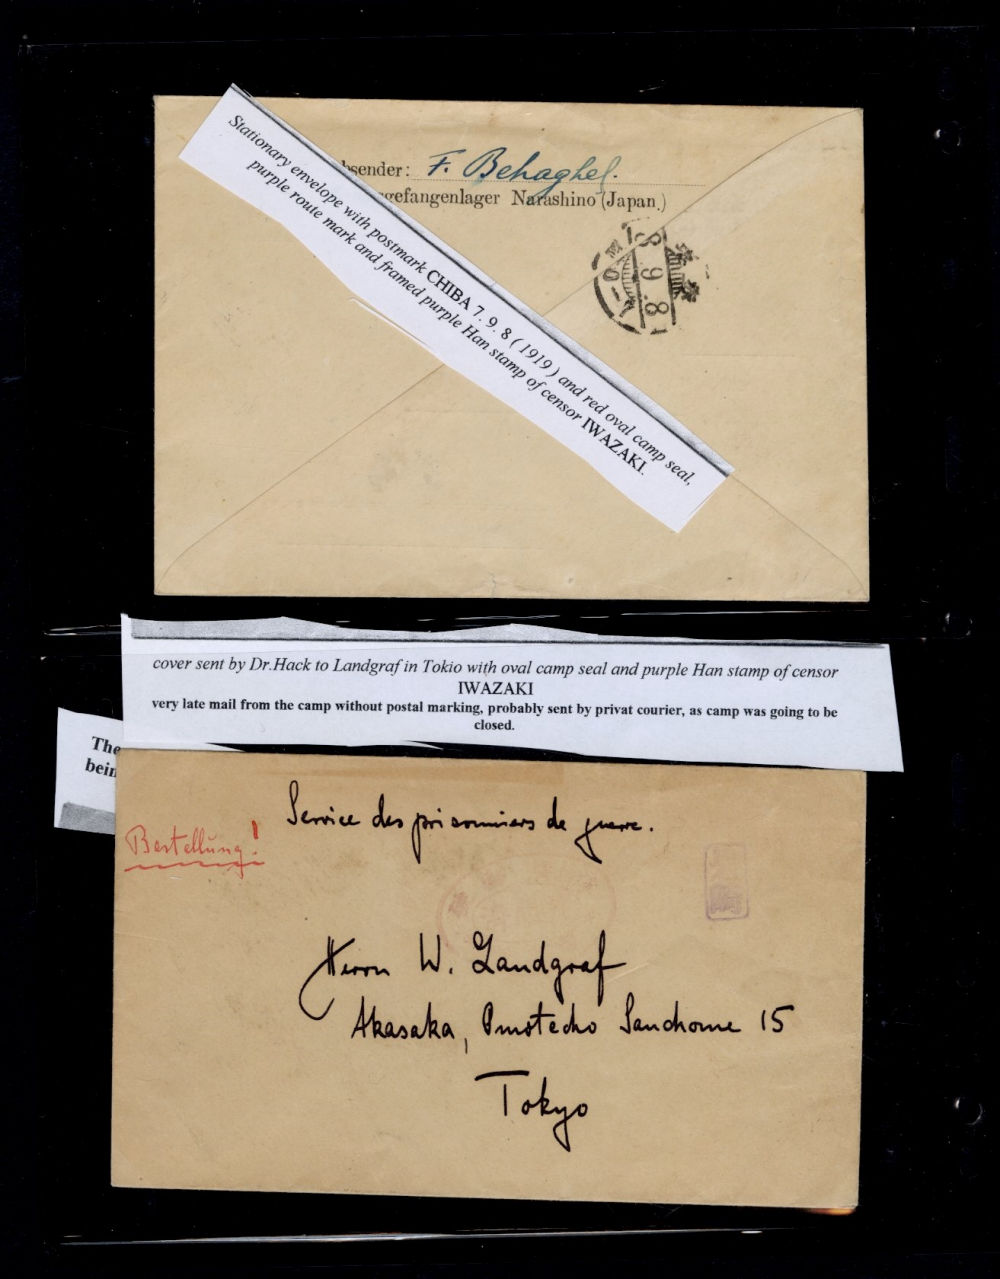 bsender: F. Behaghel.
gefangenlager Narashino (Japan.)
Stationary envelope with postmark CHIBA 7. 9. 8 ( 1919 ) and red oval camp seal,
purple route mark and framed purple Han stamp of censor IWAZAKI.
8.9.8
cover sent by Dr.Hack to Landgraf in Tokio with oval camp seal and purple Han stamp of censor
IWAZAKI
very late mail from the camp without postal marking, probably sent by privat courier, as camp was going to be
closed.
The
bein
Service des prisonniers de guerre.
Bestellung!
Herrn W. Landgraf
Akasaka, Omotecho Sanchome 15
Tokyo